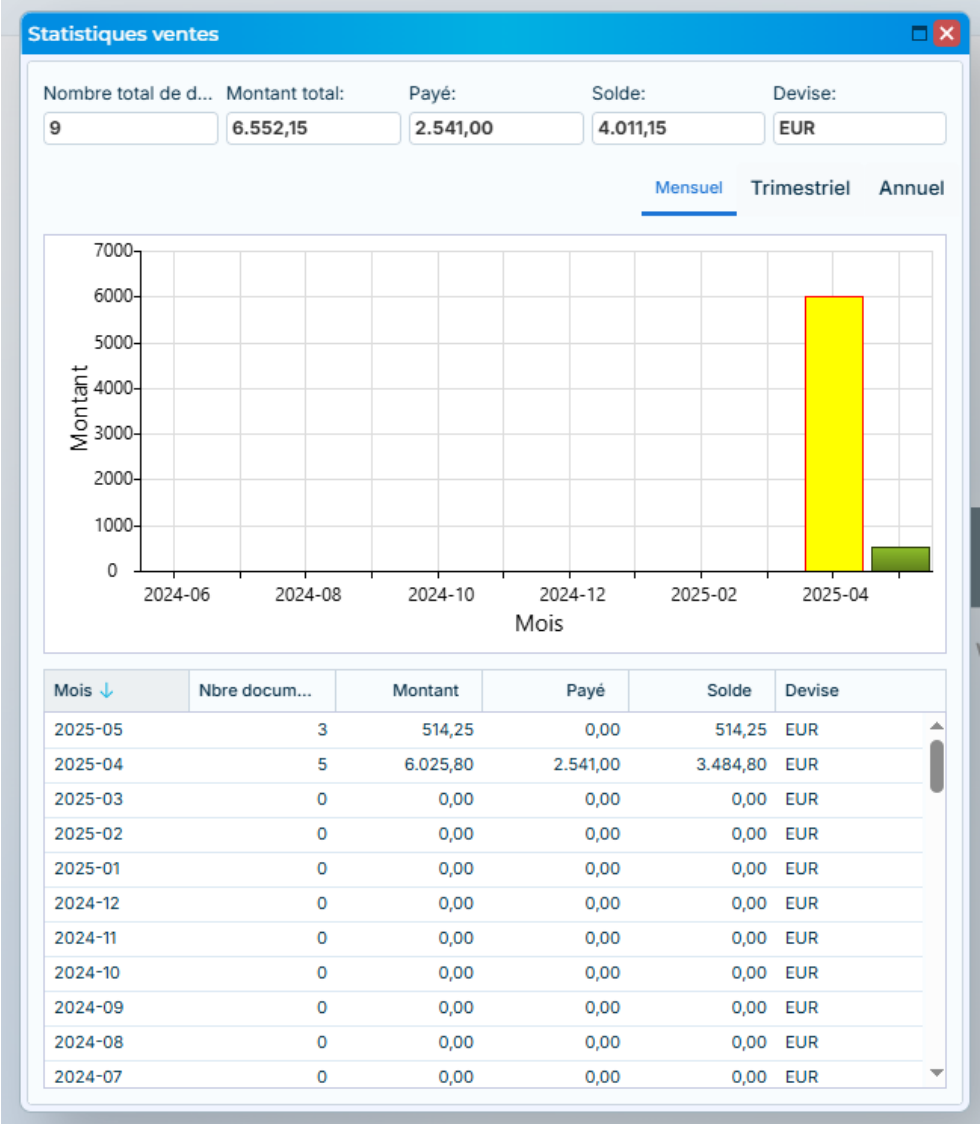 Statistiques ventes
Nombre total de d... Montant total: Payé: Solde: Devise:
9 6.552,15 2.541,00 4.011,15 EUR
Mensuel Trimestriel Annuel
7000
6000
5000
4000
3000
2000
1000
0
Montant
2024-06 2024-08 2024-10 2024-12 2025-02 2025-04
Mois
Mois ↓ Nbre docum... Montant Payé Solde Devise
2025-05 3 514,25 0,00 514,25 EUR
2025-04 5 6.025,80 2.541,00 3.484,80 EUR
2025-03 0 0,00 0,00 0,00 EUR
2025-02 0 0,00 0,00 0,00 EUR
2025-01 0 0,00 0,00 0,00 EUR
2024-12 0 0,00 0,00 0,00 EUR
2024-11 0 0,00 0,00 0,00 EUR
2024-10 0 0,00 0,00 0,00 EUR
2024-09 0 0,00 0,00 0,00 EUR
2024-08 0 0,00 0,00 0,00 EUR
2024-07 0 0,00 0,00 0,00 EUR